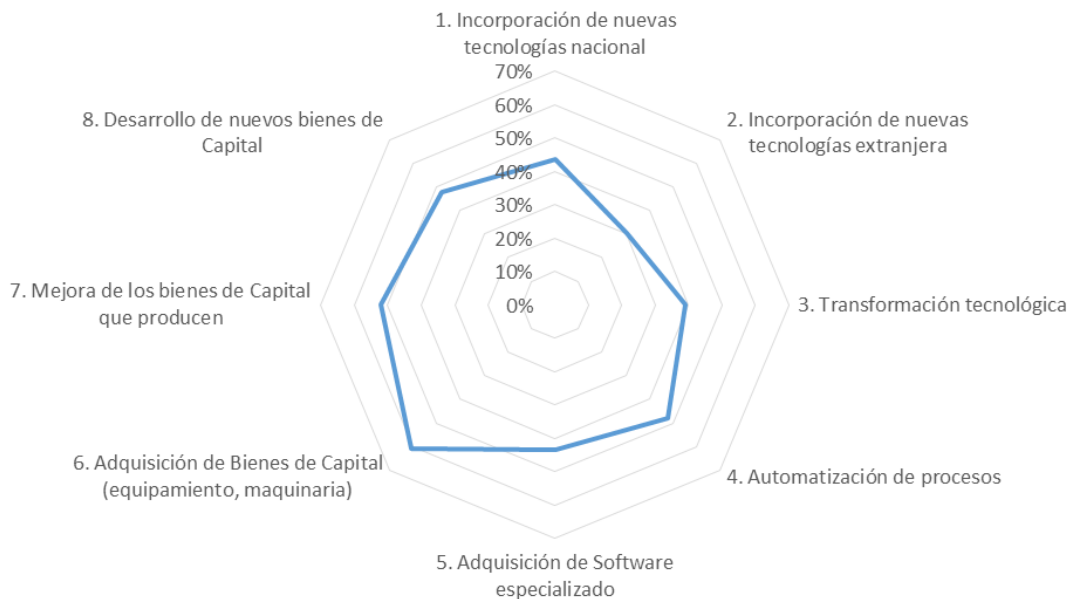 1. Incorporación de nuevas
tecnologías nacional
70%
60%
50%
40%
30%
20%
10%
0%
2. Incorporación de nuevas
tecnologías extranjera
3. Transformación tecnológica
4. Automatización de procesos
5. Adquisición de Software
especializado
6. Adquisición de Bienes de Capital
(equipamiento, maquinaria)
7. Mejora de los bienes de Capital
que producen
8. Desarrollo de nuevos bienes de
Capital